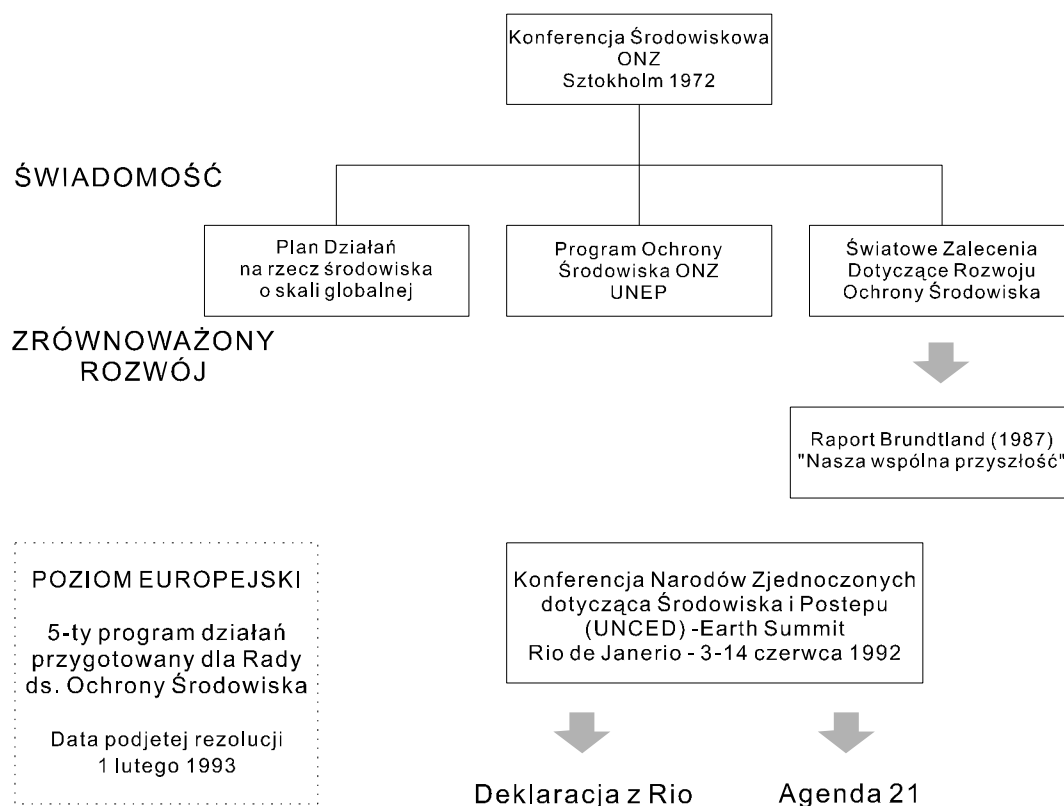 Konferencja Środowiskowa
ONZ
Sztokholm 1972
ŚWIADOMOŚĆ
Plan Działań
na rzecz środowiska
o skali globalnej
Program Ochrony
Środowiska ONZ
UNEP
Światowe Zalecenia
Dotyczące Rozwoju
Ochrony Środowiska
ZRÓWNOWAŻONY
ROZWÓJ
Raport Brundtland (1987)
"Nasza wspólna przyszłość"
POZIOM EUROPEJSKI
5-ty program działań
przygotowany dla Rady
ds. Ochrony Środowiska
Data podjetej rezolucji
1 lutego 1993
Konferencja Narodów Zjednoczonych
dotycząca Środowiska i Postepu
(UNCED) -Earth Summit
Rio de Janerio - 3-14 czerwca 1992
Deklaracja z Rio
Agenda 21